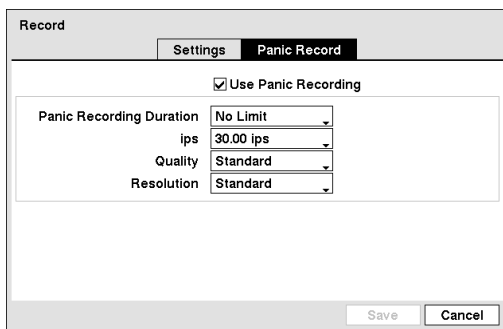 Record
Settings Panic Record
Use Panic Recording
Panic Recording Duration No Limit
ips 30.00 ips
Quality Standard
Resolution Standard
Save Cancel